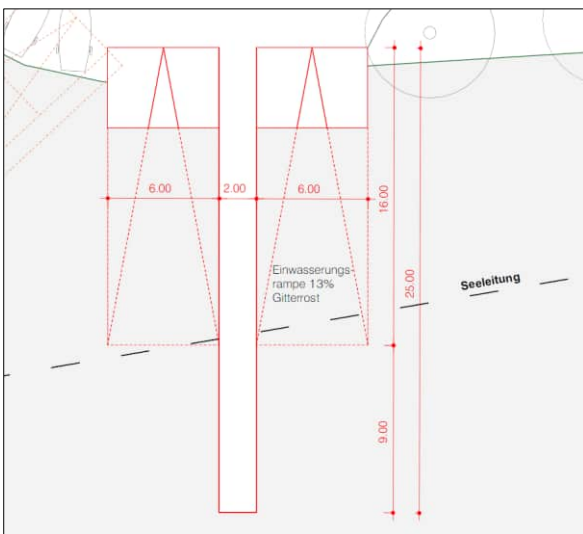 6.00
2.00
6.00
16.00
25.00
Einwasserungs-
rampe 13%
Gitterrost
Seeleitung
9.00